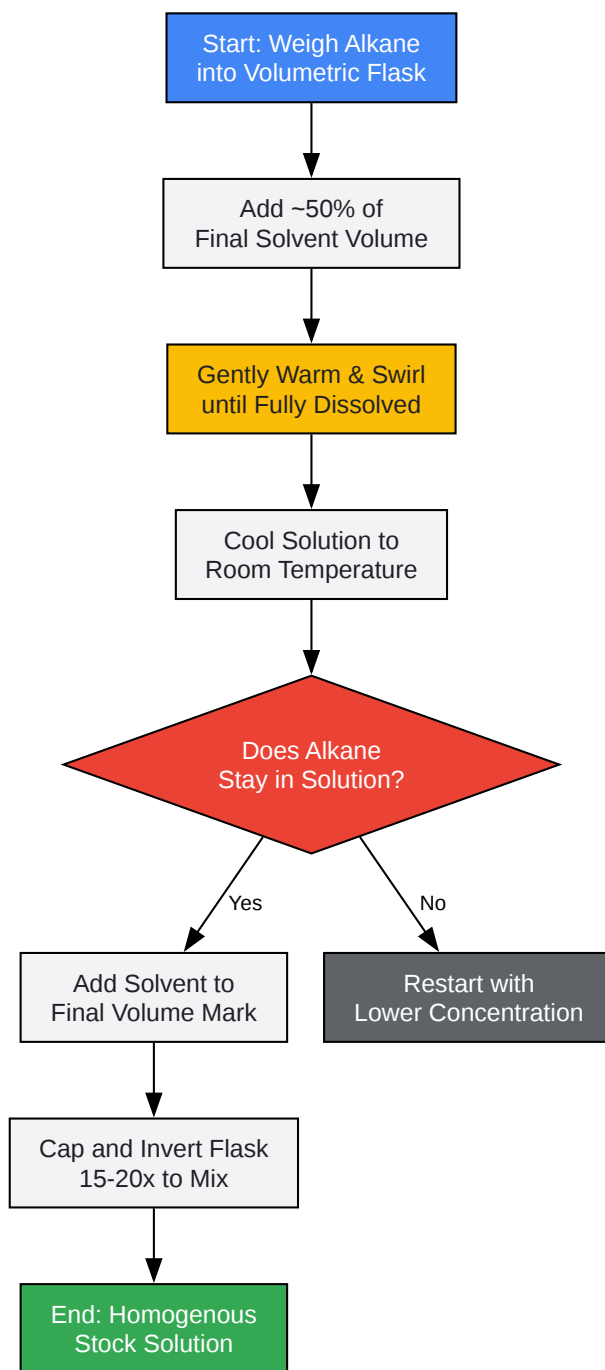 Start: Weigh Alkane
into Volumetric Flask
Add ~50% of
Final Solvent Volume
Gently Warm & Swirl
until Fully Dissolved
Cool Solution to
Room Temperature
Does Alkane
Stay in Solution?
Yes
No
Add Solvent to
Final Volume Mark
Restart with
Lower Concentration
Cap and Invert Flask
15-20x to Mix
End: Homogenous
Stock Solution